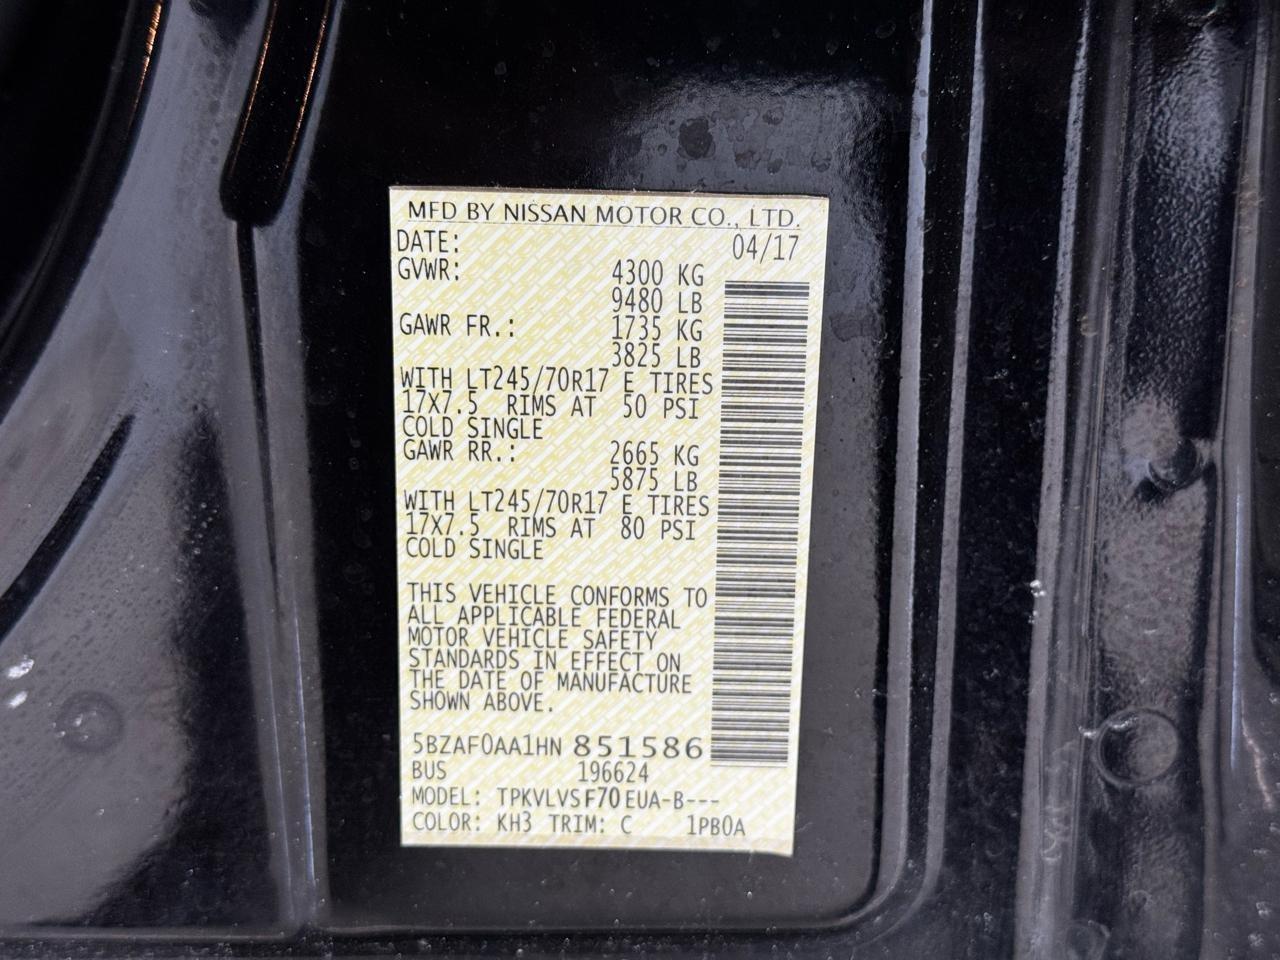 MFD BY NISSAN MOTOR CO., LTD.
DATE: 04/17
GVWR: 4300 KG
9480 LB
GAWR FR.: 1735 KG
3825 LB
WITH LT245/70R17 E TIRES
17X7.5 RIMS AT 50 PSI
COLD SINGLE
GAWR RR.: 2665 KG
5875 LB
WITH LT245/70R17 E TIRES
17X7.5 RIMS AT 80 PSI
COLD SINGLE
THIS VEHICLE CONFORMS TO
ALL APPLICABLE FEDERAL
MOTOR VEHICLE SAFETY
STANDARDS IN EFFECT ON
THE DATE OF MANUFACTURE
SHOWN ABOVE.
5BZAF0AA1HN 851586
BUS 196624
MODEL: TPKVLVSF70EUA-B---
COLOR: KH3 TRIM: C 1PB0A